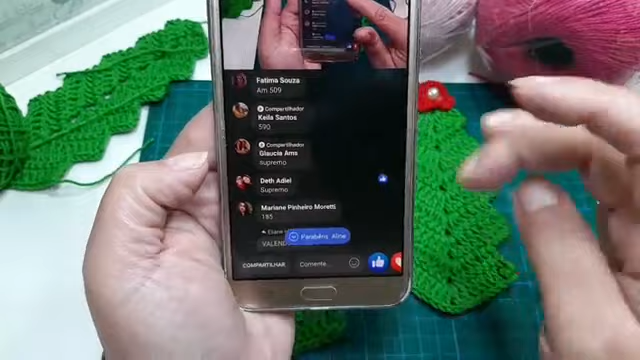 Fatima Souza
Am 509
Compartilhador
Keila Santos
590
Compartilhador
Glaucia Ams
supremo
Deth Adiel
Supremo
Mariane Pinheiro Moretti
185
Parabéns Aline
COMPARTILHAR
Comente...